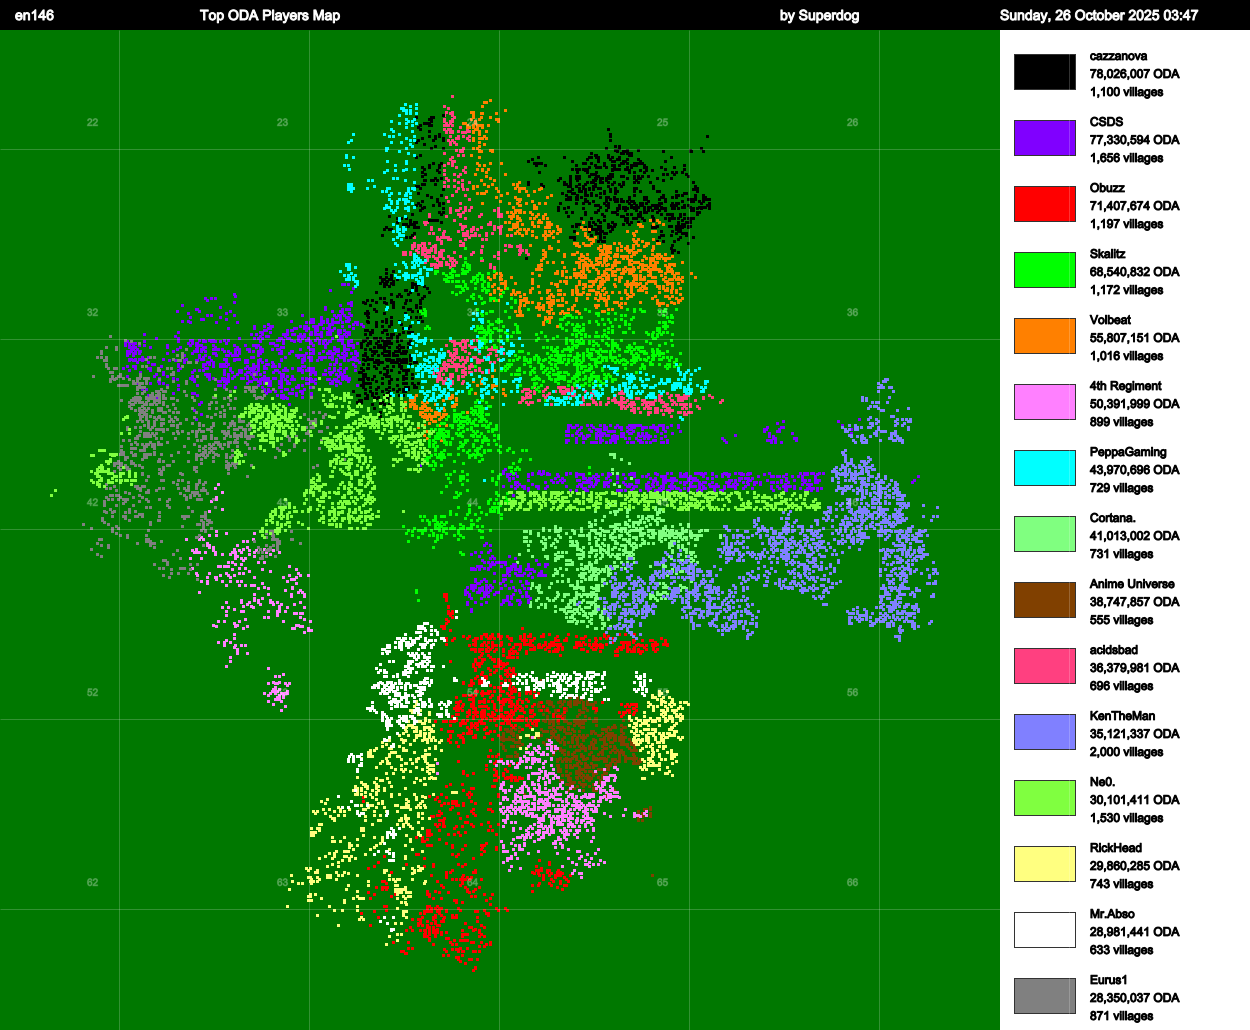 en146 Top ODA Players Map by Superdog Sunday, 26 October 2025 03:47
22 23 25 26
32 33 36
42
52 56
62 63 64 65 66
cazzanova
78,026,007 ODA
1,100 villages
CSDS
77,330,594 ODA
1,656 villages
Obuzz
71,407,674 ODA
1,197 villages
Skalitz
68,540,832 ODA
1,172 villages
Volbeat
55,807,151 ODA
1,016 villages
4th Regiment
50,391,999 ODA
899 villages
PeppaGaming
43,970,696 ODA
729 villages
Cortana.
41,013,002 ODA
731 villages
Anime Universe
38,747,857 ODA
555 villages
acidsbad
36,379,981 ODA
696 villages
KenTheMan
35,121,337 ODA
2,000 villages
Ne0.
30,101,411 ODA
1,530 villages
RickHead
29,860,285 ODA
743 villages
Mr.Abso
28,981,441 ODA
633 villages
Eurus1
28,350,037 ODA
871 villages